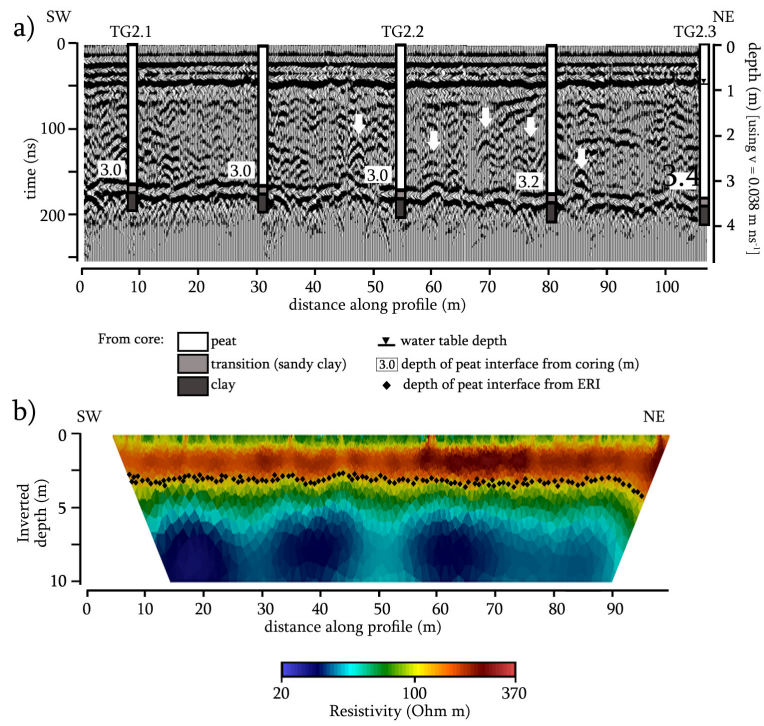 a)
SW
NE
TG2.1
TG2.2
TG2.3
0
100
200
time (ns)
3.0
3.0
3.0
3.2
3.4
0
1
2
3
4
depth (m) [using v = 0.038 m ns⁻¹]
0 10 20 30 40 50 60 70 80 90 100
distance along profile (m)
From core:
peat
transition (sandy clay)
clay
water table depth
3.0 depth of peat interface from coring (m)
depth of peat interface from ERI
b)
SW
NE
0
5
10
Inverted
depth (m)
0 10 20 30 40 50 60 70 80 90
distance along profile (m)
20 100 370
Resistivity (Ohm m)